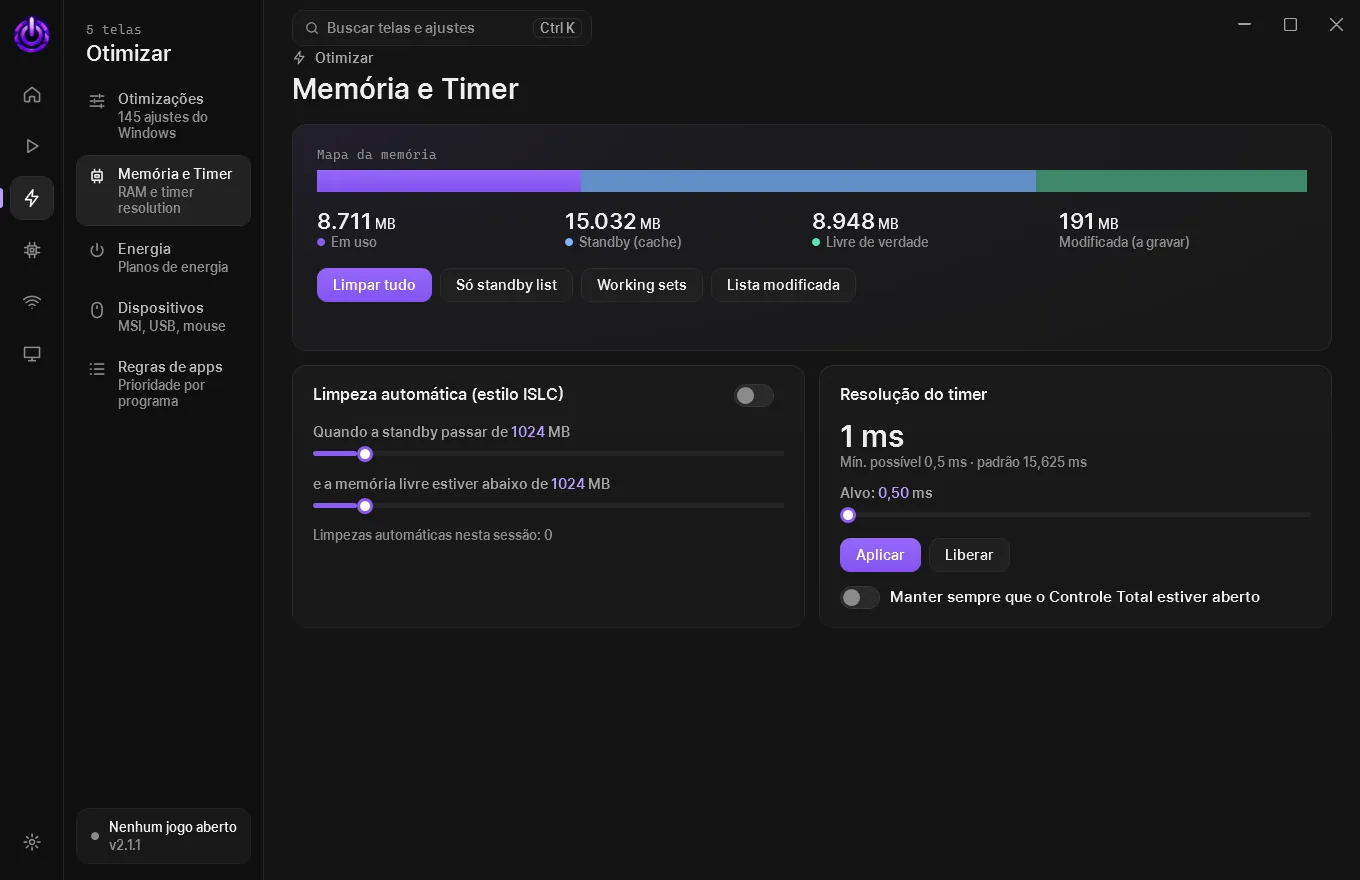 5 telas
Otimizar
Otimizações
145 ajustes do
Windows
Memória e Timer
RAM e timer
resolution
Energia
Planos de energia
Dispositivos
MSI, USB, mouse
Regras de apps
Prioridade por
programa
Nenhum jogo aberto
v2.1.1
Buscar telas e ajustes
Ctrl K
Otimizar
Memória e Timer
Mapa da memória
8.711 MB
Em uso
15.032 MB
Standby (cache)
8.948 MB
Livre de verdade
191 MB
Modificada (a gravar)
Limpar tudo
Só standby list
Working sets
Lista modificada
Limpeza automática (estilo ISLC)
Quando a standby passar de 1024 MB
e a memória livre estiver abaixo de 1024 MB
Limpezas automáticas nesta sessão: 0
Resolução do timer
1 ms
Mín. possível 0,5 ms · padrão 15,625 ms
Alvo: 0,50 ms
Aplicar
Liberar
Manter sempre que o Controle Total estiver aberto